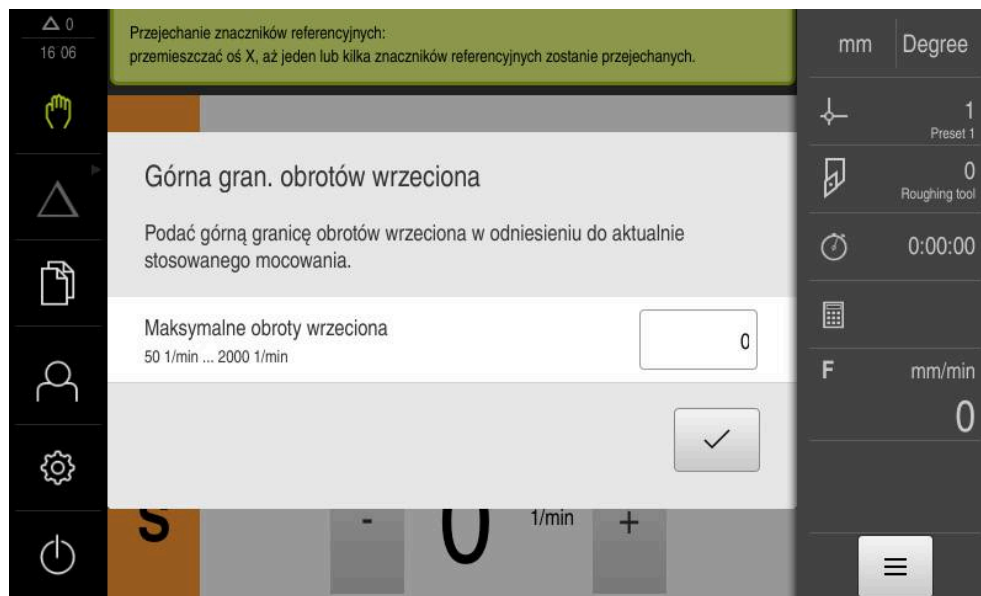 0
16 06
Przejechanie znaczników referencyjnych:
przemieszczać oś X, aż jeden lub kilka znaczników referencyjnych zostanie przejechanych.
Górna gran. obrotów wrzeciona
Podać górną granicę obrotów wrzeciona w odniesieniu do aktualnie
stosowanego mocowania.
Maksymalne obroty wrzeciona
50 1/min ... 2000 1/min
0
S
-
0
1/min
+
mm Degree
1
Preset 1
0
Roughing tool
0:00:00
F mm/min
0